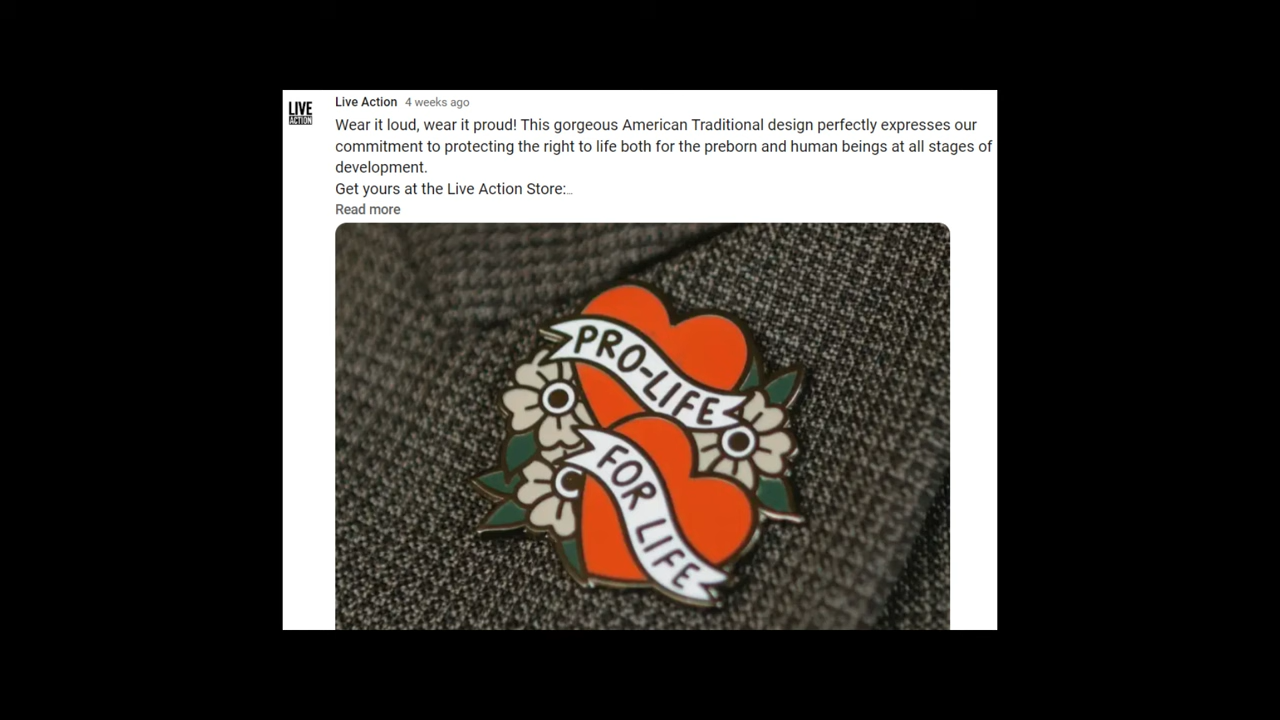 LIVE
ACTION
Live Action 4 weeks ago
Wear it loud, wear it proud! This gorgeous American Traditional design perfectly expresses our
commitment to protecting the right to life both for the preborn and human beings at all stages of
development.
Get yours at the Live Action Store:...
Read more
PRO-LIFE
FOR LIFE